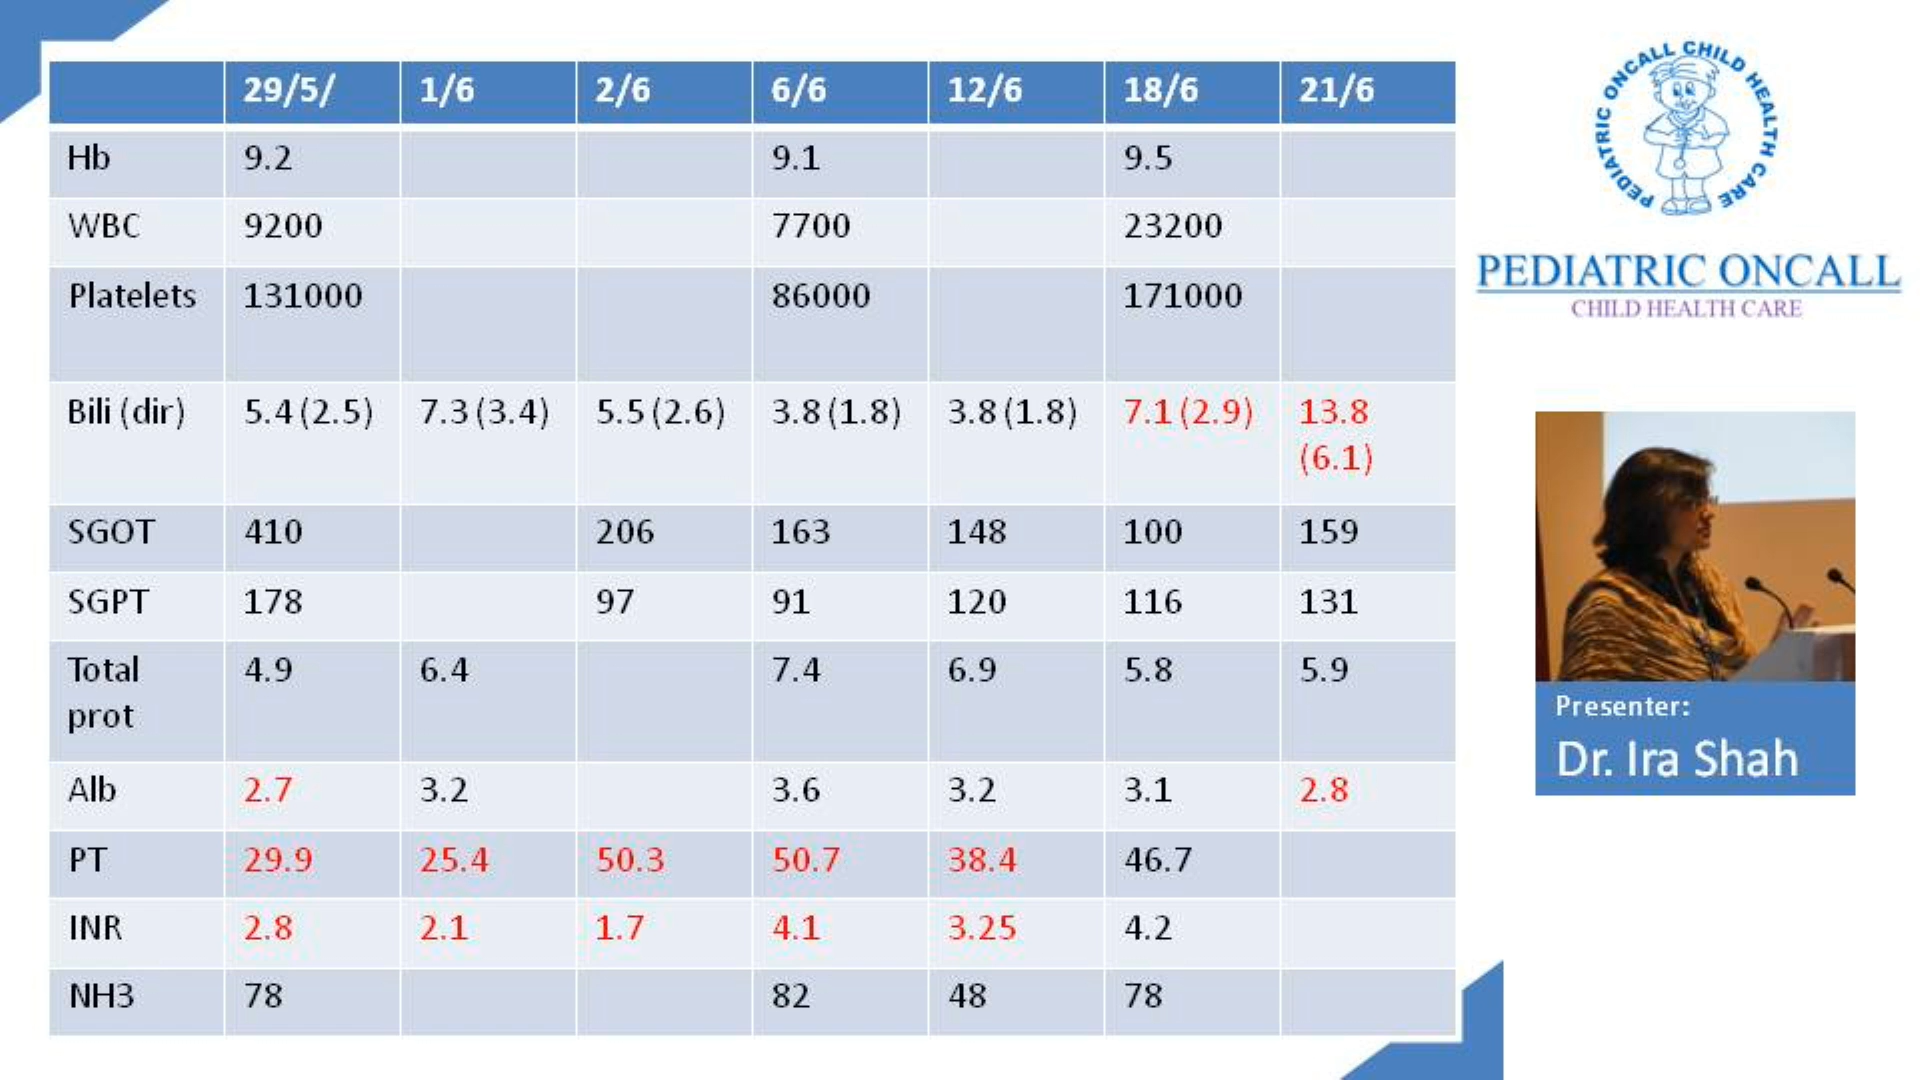 29/5/ 1/6 2/6 6/6 12/6 18/6 21/6
Hb 9.2 9.1 9.5
WBC 9200 7700 23200
Platelets 131000 86000 171000
Bili (dir) 5.4 (2.5) 7.3 (3.4) 5.5 (2.6) 3.8 (1.8) 3.8 (1.8) 7.1 (2.9) 13.8
(6.1)
SGOT 410 206 163 148 100 159
SGPT 178 97 91 120 116 131
Total 4.9 6.4 7.4 6.9 5.8 5.9
prot
Alb 2.7 3.2 3.6 3.2 3.1 2.8
PT 29.9 25.4 50.3 50.7 38.4 46.7
INR 2.8 2.1 1.7 4.1 3.25 4.2
NH3 78 82 48 78
PEDIATRIC ONCALL CHILD HEALTH CARE
PEDIATRIC ONCALL
CHILD HEALTH CARE
Presenter:
Dr. Ira Shah